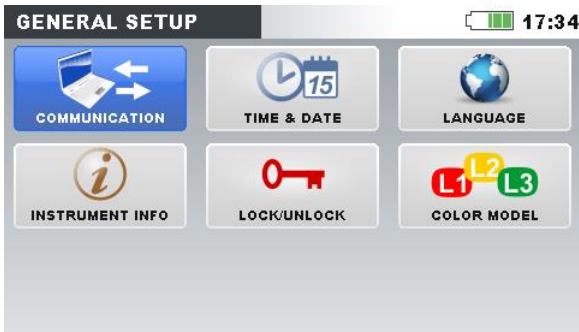 GENERAL SETUP 17:34
15
COMMUNICATION TIME & DATE LANGUAGE
i
L1 L2 L3
INSTRUMENT INFO LOCK/UNLOCK COLOR MODEL